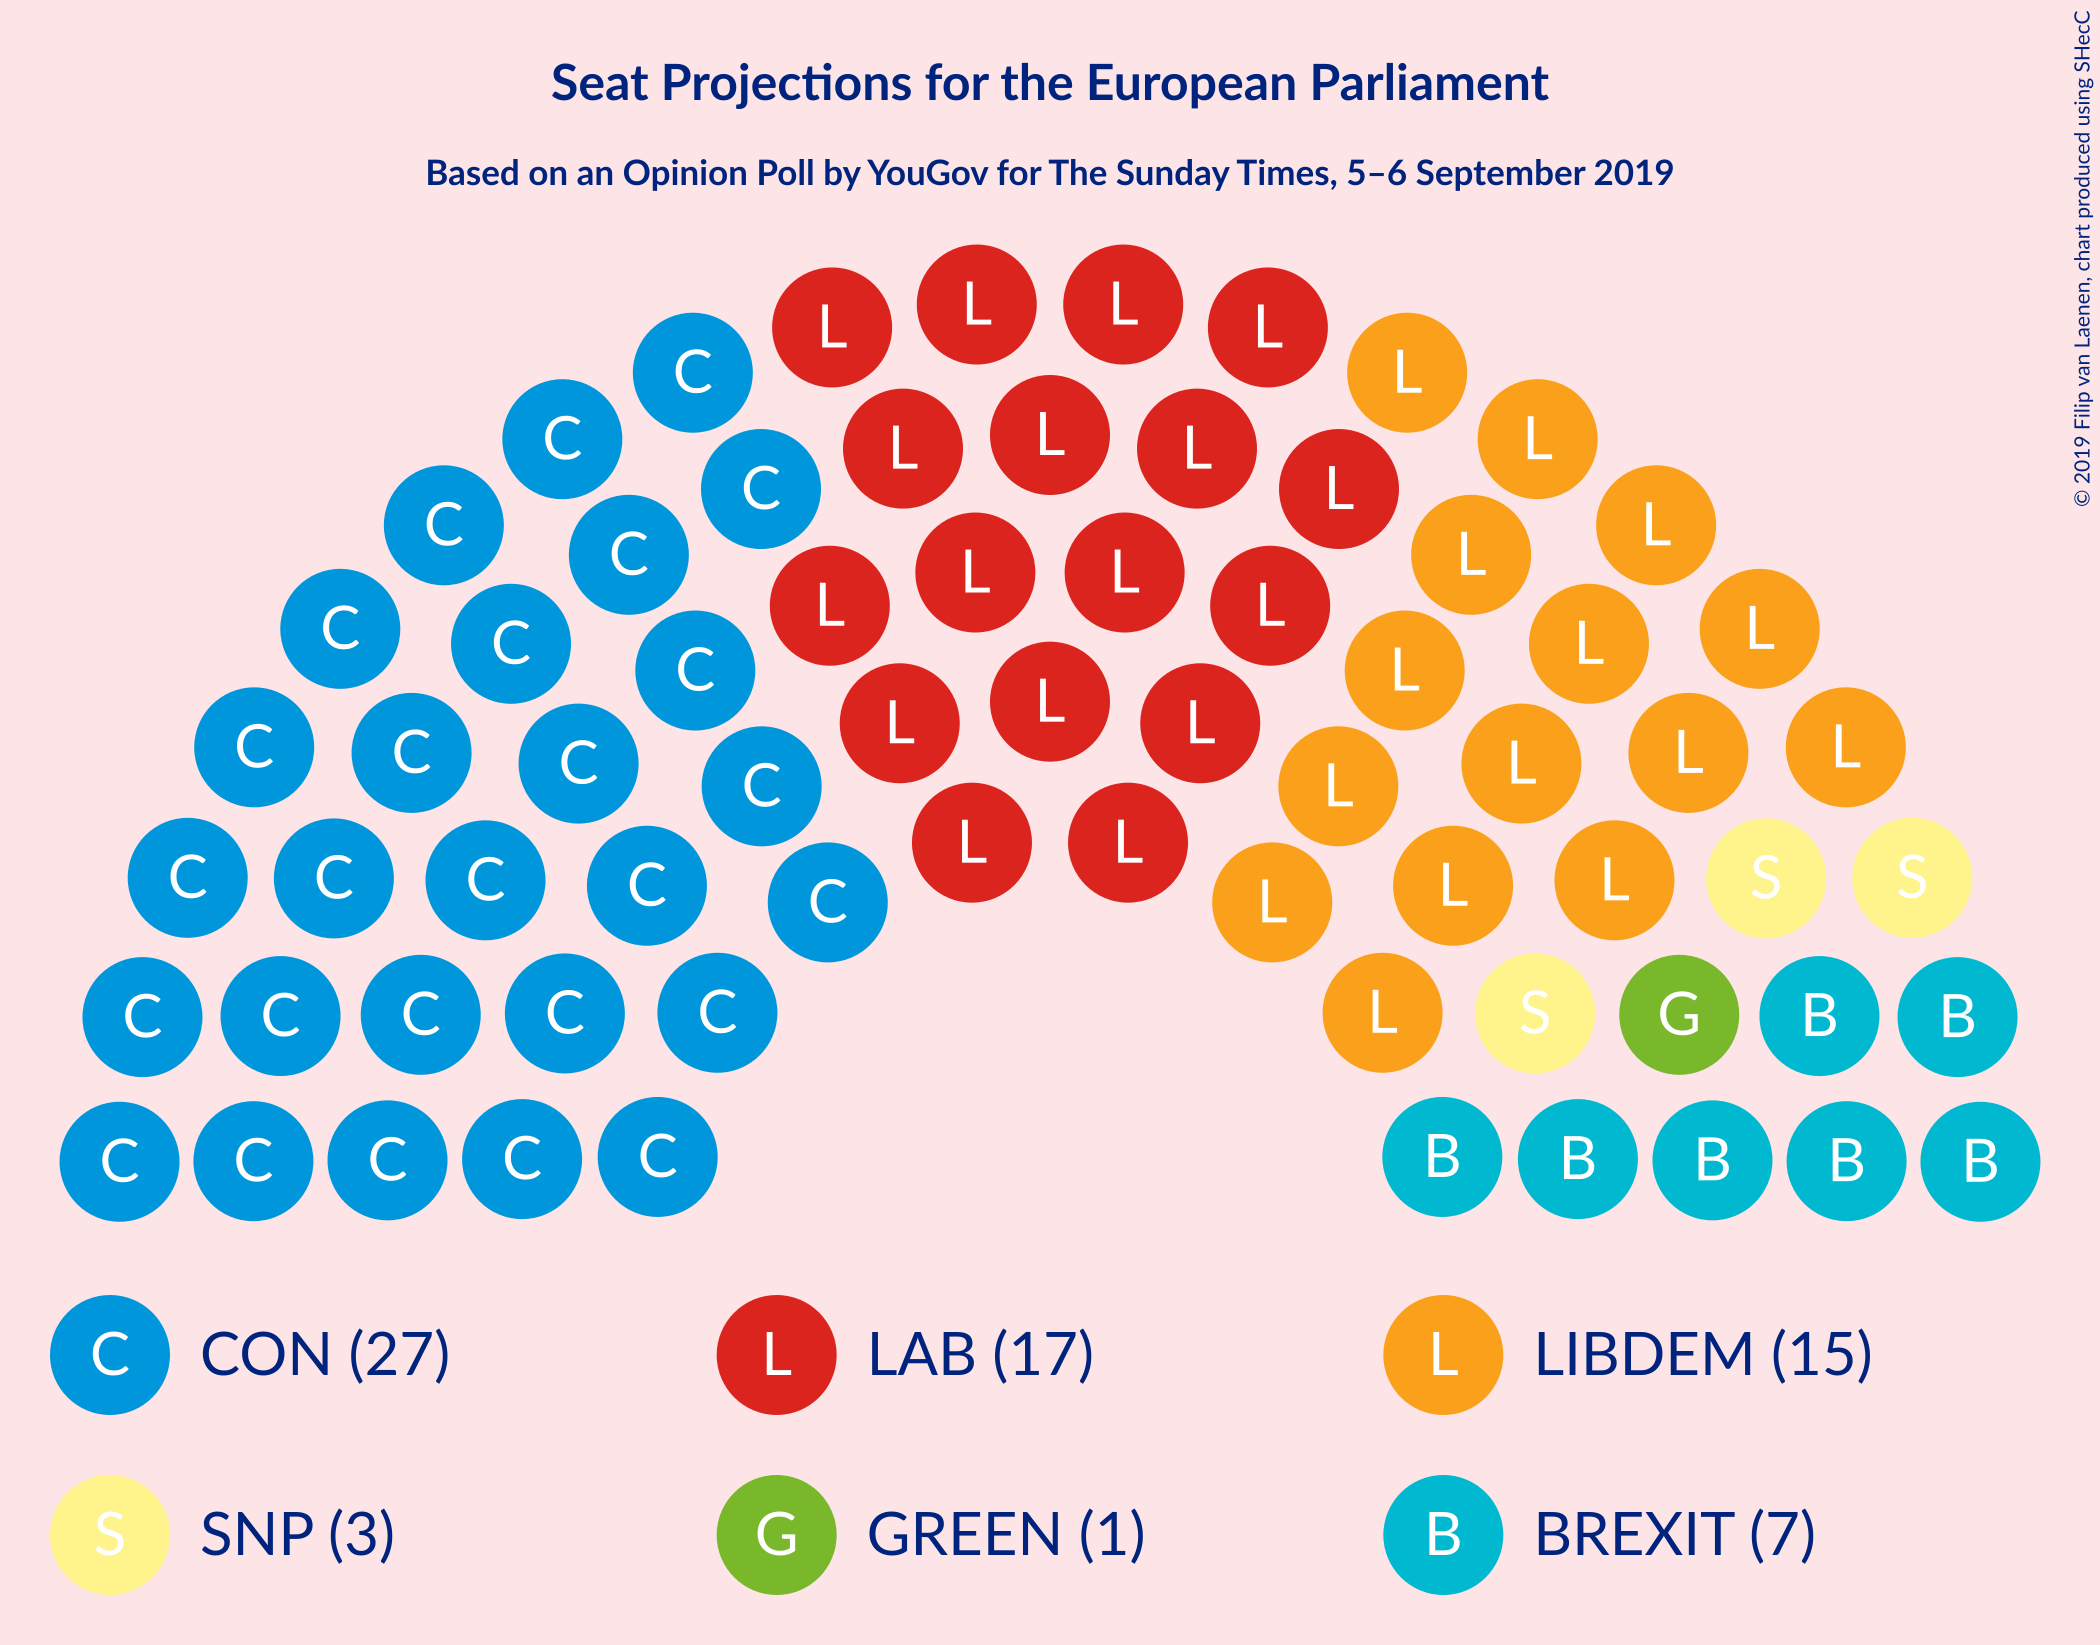 Seat Projections for the European Parliament
Based on an Opinion Poll by YouGov for The Sunday Times, 5–6 September 2019
© 2019 Filip van Laenen, chart produced using SHecC
L L L L
C L
C L L L L
C C L L
C L L L L L
C C L L
C C L L L L
C C C L L L
C L L L
C C C C L L L L S S
C L
C C C C C L S G B B
C C C C C B B B B B
C CON (27) L LAB (17) L LIBDEM (15)
S SNP (3) G GREEN (1) B BREXIT (7)